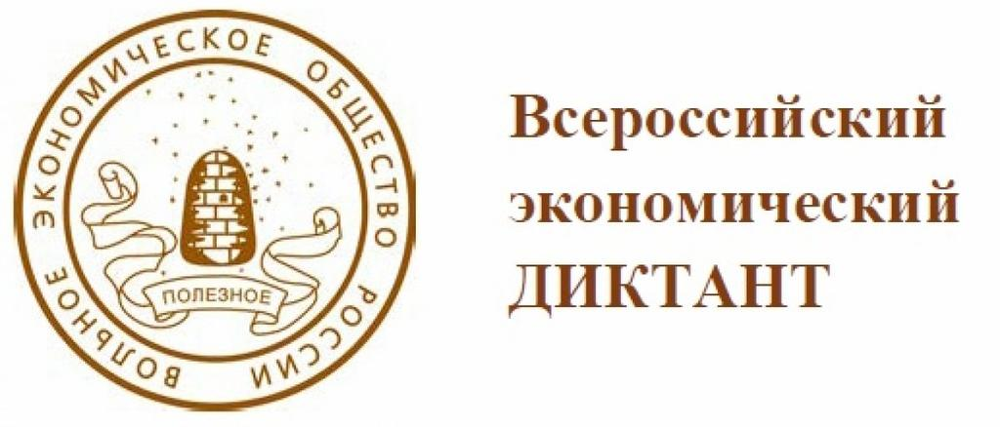 ВОЛЬНОЕ ЭКОНОМИЧЕСКОЕ ОБЩЕСТВО РОССИИ
ПОЛЕЗНОЕ
Всероссийский
экономический
ДИКТАНТ